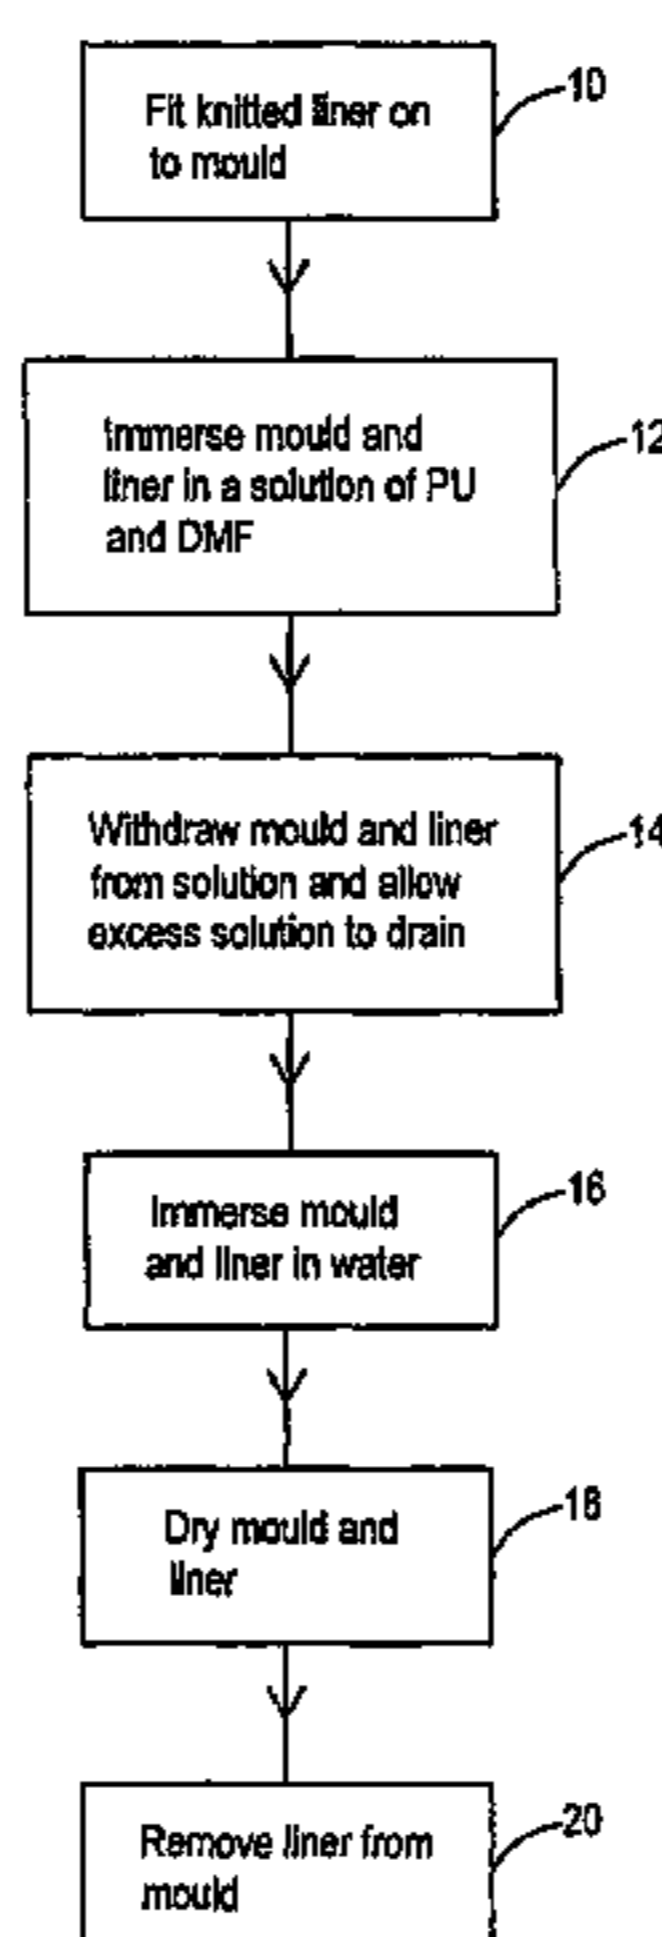 10
Fit knitted liner on
to mould
12
Immerse mould and
liner in a solution of PU
and DMF
14
Withdraw mould and liner
from solution and allow
excess solution to drain
16
Immerse mould
and liner in water
18
Dry mould and
liner
20
Remove liner from
mould